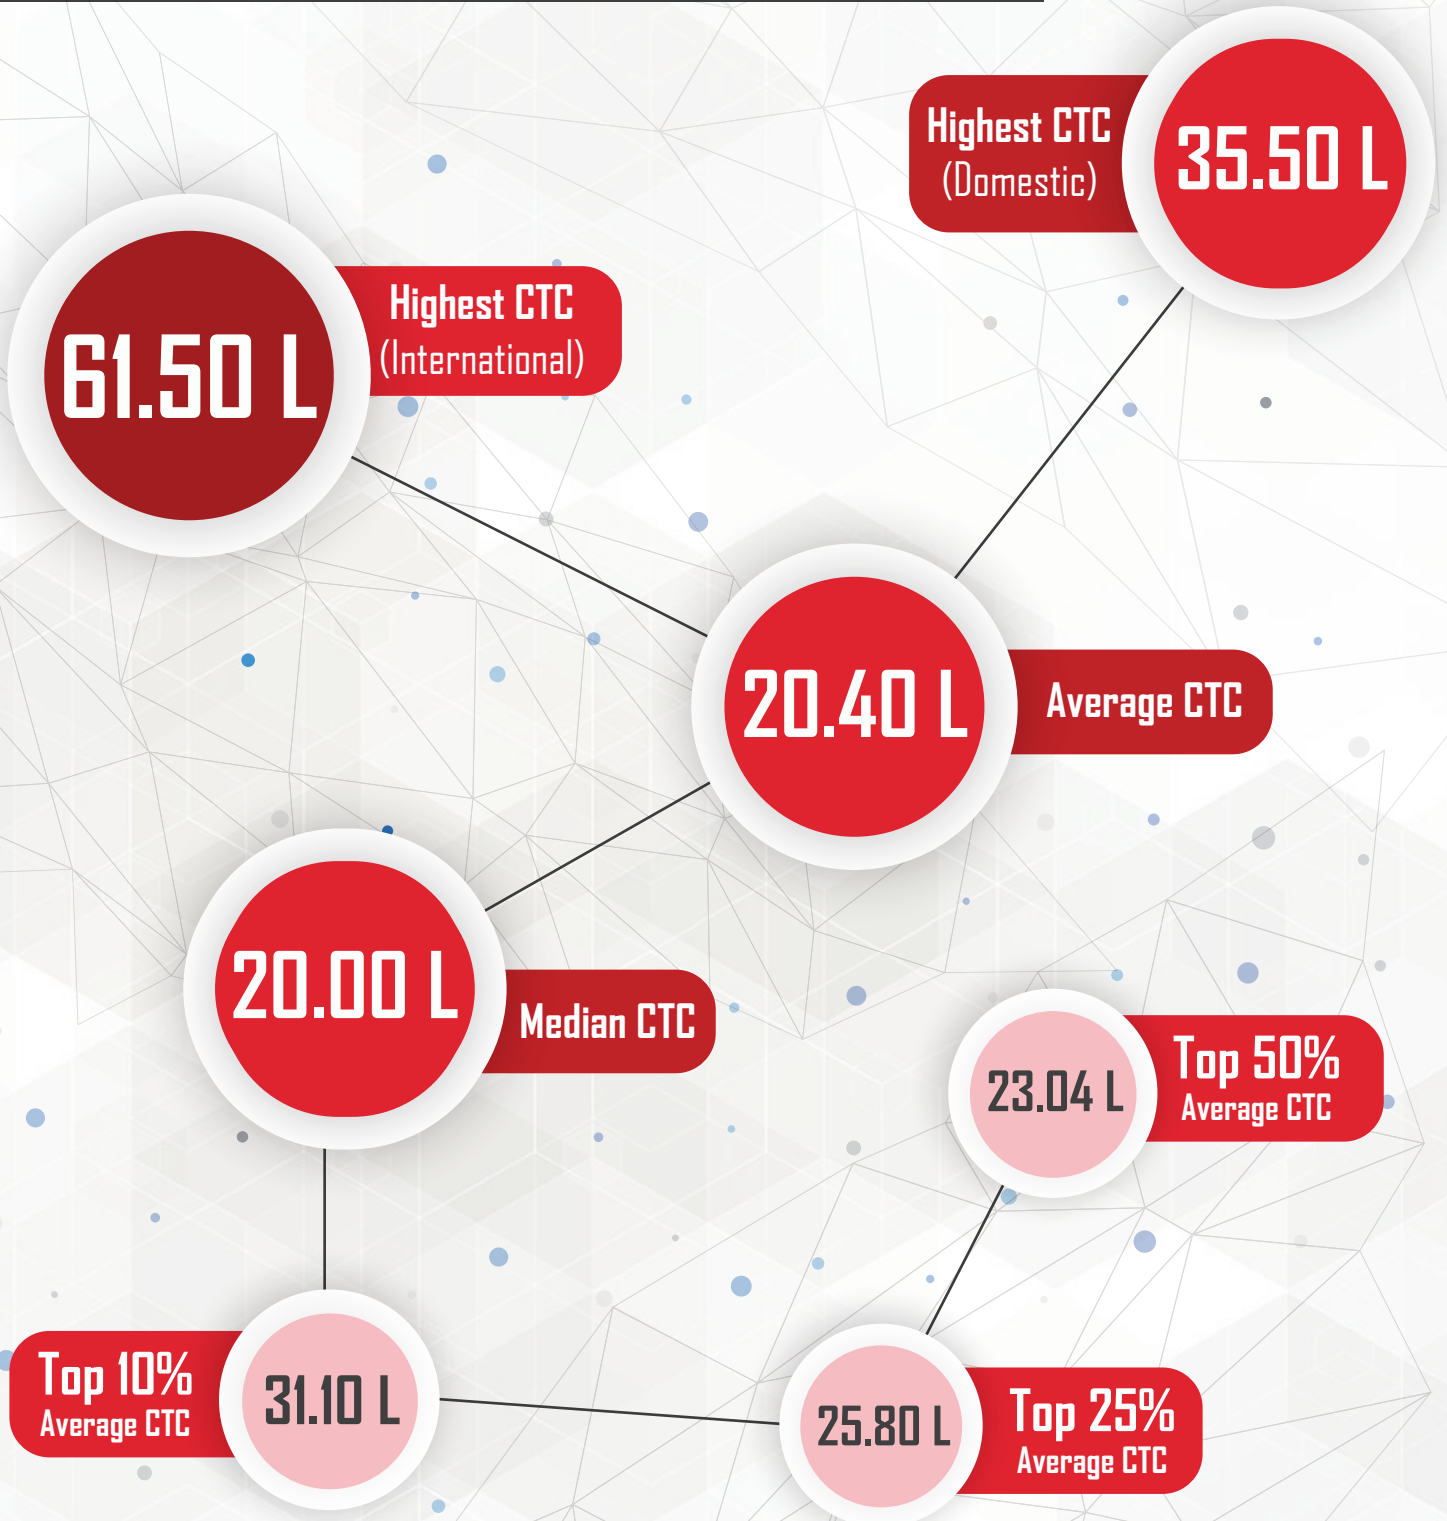 Highest CTC
(Domestic)
35.50 L
61.50 L
Highest CTC
(International)
20.40 L
Average CTC
20.00 L
Median CTC
23.04 L
Top 50%
Average CTC
Top 10%
Average CTC
31.10 L
25.80 L
Top 25%
Average CTC